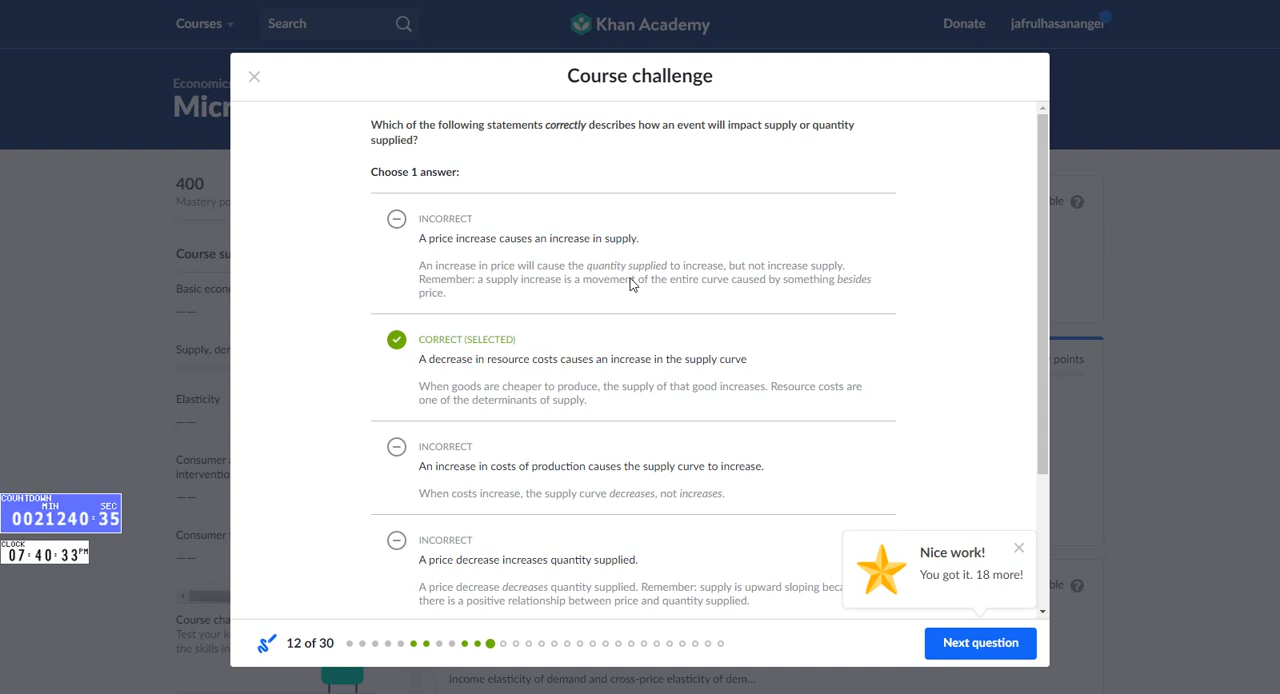 Courses
Search
Khan Academy
Donate
jafrulhasananger
Economics
Micr
Course challenge
400
Mastery po
Course su
Basic econ
Supply, der
Elasticity
Consumer
intervention
Consumer
Course cha
Test your k
the skills in
Which of the following statements correctly describes how an event will impact supply or quantity
supplied?
Choose 1 answer:
INCORRECT
A price increase causes an increase in supply.
An increase in price will cause the quantity supplied to increase, but not increase supply.
Remember: a supply increase is a movement of the entire curve caused by something besides
price.
CORRECT (SELECTED)
A decrease in resource costs causes an increase in the supply curve
When goods are cheaper to produce, the supply of that good increases. Resource costs are
one of the determinants of supply.
INCORRECT
An increase in costs of production causes the supply curve to increase.
When costs increase, the supply curve decreases, not increases.
INCORRECT
A price decrease increases quantity supplied.
A price decrease decreases quantity supplied. Remember: supply is upward sloping beca
there is a positive relationship between price and quantity supplied.
Nice work!
You got it. 18 more!
12 of 30
Next question
ble
points
ble
Income elasticity of demand and cross-price elasticity of dem...
COUNTDOWN
MIN SEC
0021240:35
CLOCK
07:40:33PM